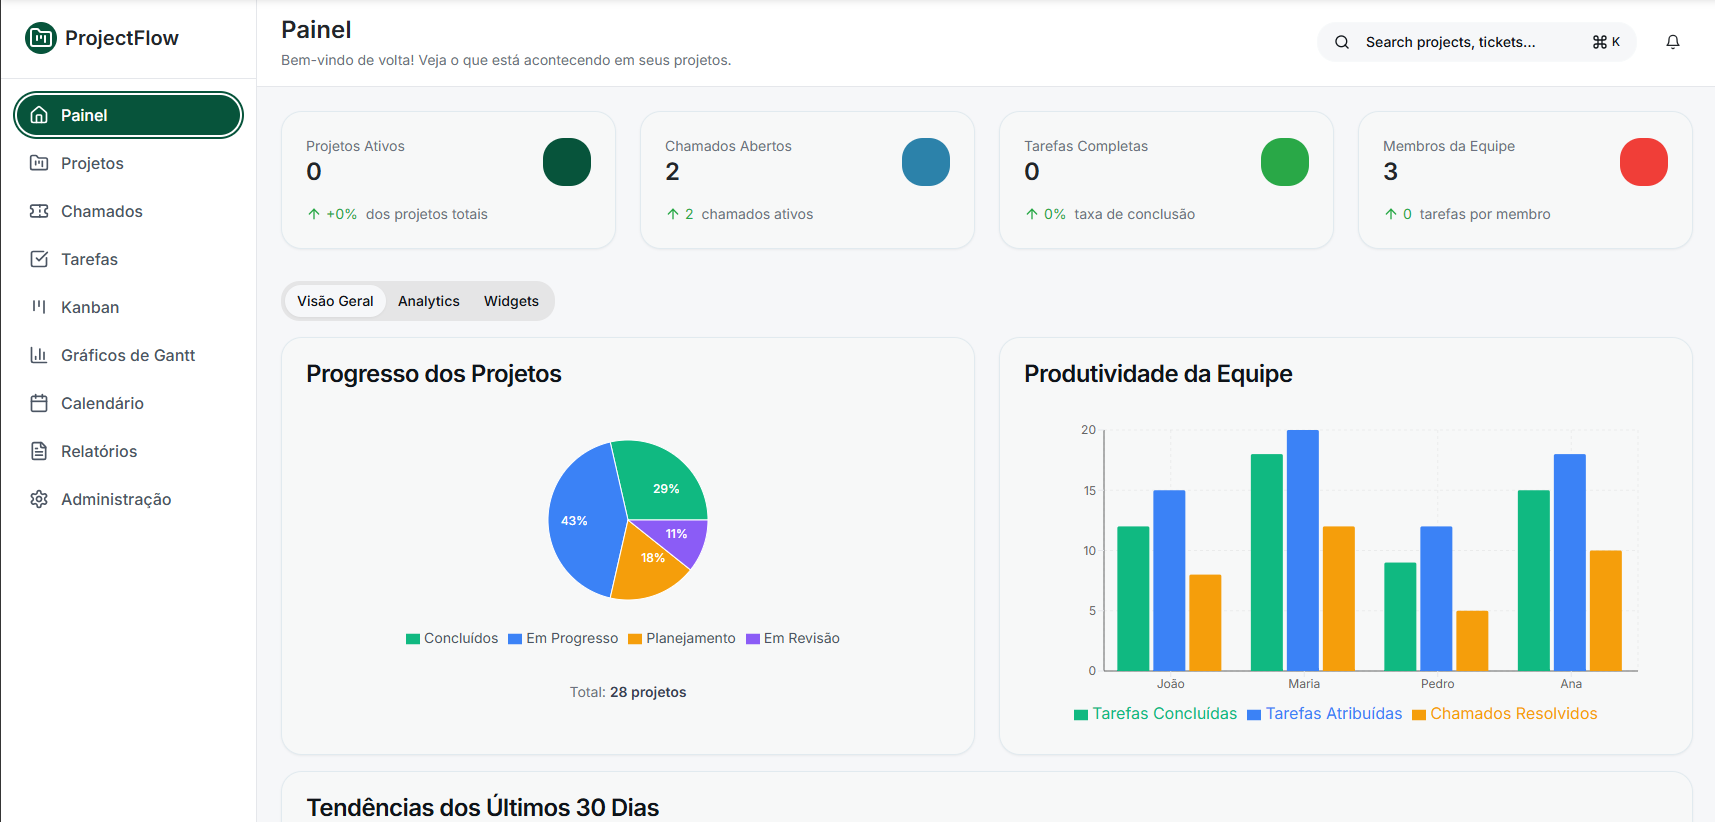 ProjectFlow
Painel
Projetos
Chamados
Tarefas
Kanban
Gráficos de Gantt
Calendário
Relatórios
Administração
Painel
Bem-vindo de volta! Veja o que está acontecendo em seus projetos.
Search projects, tickets... ⌘ K
Projetos Ativos
0
↑ +0% dos projetos totais
Chamados Abertos
2
↑ 2 chamados ativos
Tarefas Completas
0
↑ 0% taxa de conclusão
Membros da Equipe
3
↑ 0 tarefas por membro
Visão Geral Analytics Widgets
Progresso dos Projetos
29%
43%
11%
18%
Concluídos Em Progresso Planejamento Em Revisão
Total: 28 projetos
Produtividade da Equipe
20
15
10
5
0
João Maria Pedro Ana
Tarefas Concluídas Tarefas Atribuídas Chamados Resolvidos
Tendências dos Últimos 30 Dias